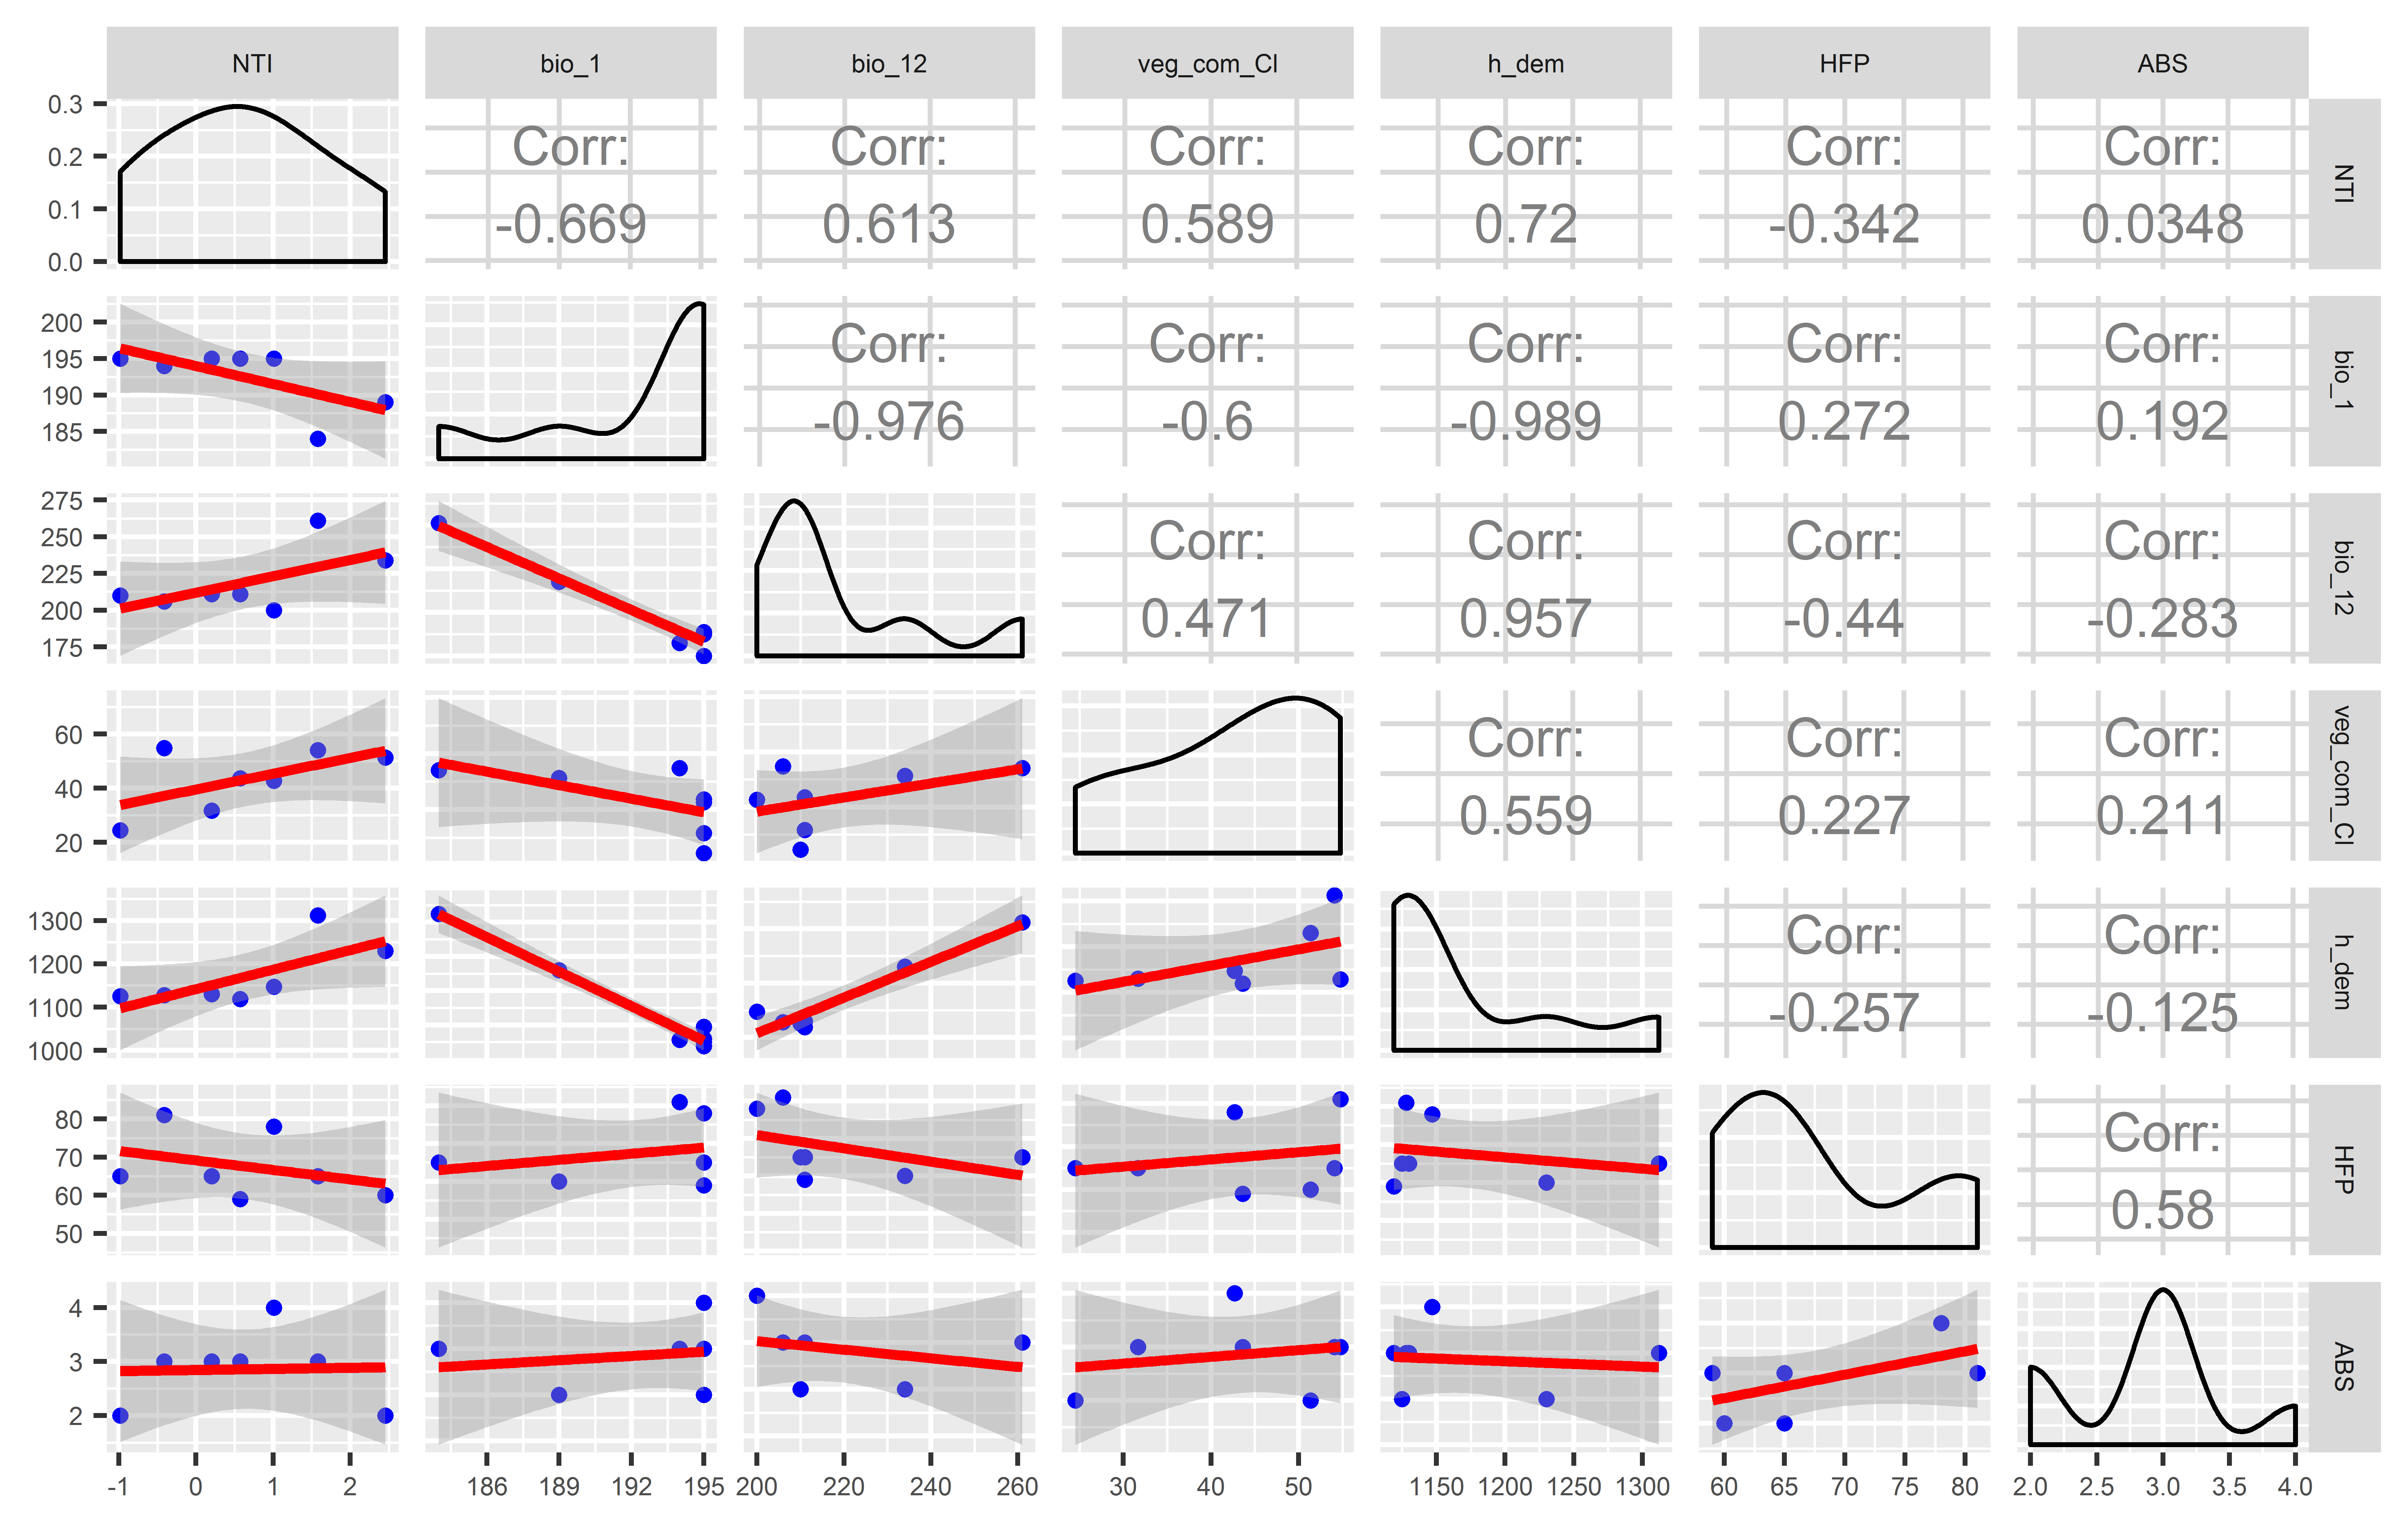 NTI bio_1 bio_12 veg_com_CI h_dem HFP ABS
0.3
0.2
0.1
0.0
Corr: Corr: Corr: Corr: Corr: Corr:
-0.669 0.613 0.589 0.72 -0.342 0.0348
NTI
200
195
190
185
Corr: Corr: Corr: Corr: Corr:
-0.976 -0.6 -0.989 0.272 0.192
bio_1
275
250
225
200
175
Corr: Corr: Corr: Corr:
0.471 0.957 -0.44 -0.283
bio_12
60
40
20
Corr: Corr: Corr:
0.559 0.227 0.211
veg_com_CI
1300
1200
1100
1000
Corr: Corr:
-0.257 -0.125
h_dem
80
70
60
50
Corr:
0.58
HFP
4
3
2
ABS
-1 0 1 2 186 189 192 195 200 220 240 260 30 40 50 1150 1200 1250 1300 60 65 70 75 80 2.0 2.5 3.0 3.5 4.0